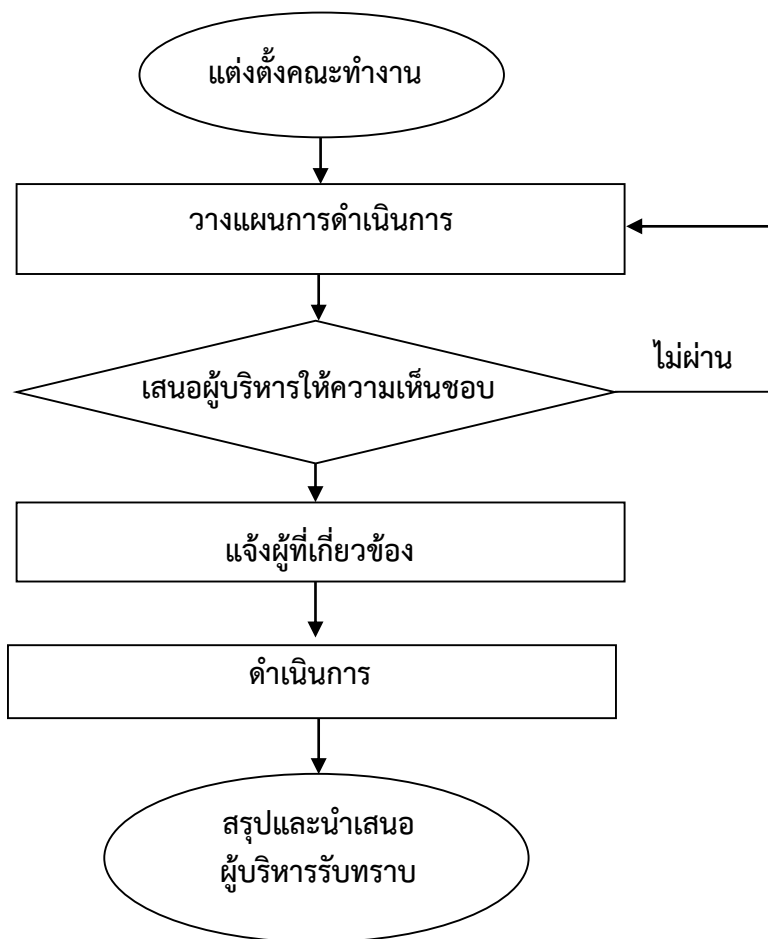 แต่งตั้งคณะทำงาน
วางแผนการดำเนินการ
ไม่ผ่าน
เสนอผู้บริหารให้ความเห็นชอบ
แจ้งผู้ที่เกี่ยวข้อง
ดำเนินการ
สรุปและนำเสนอ
ผู้บริหารรับทราบ